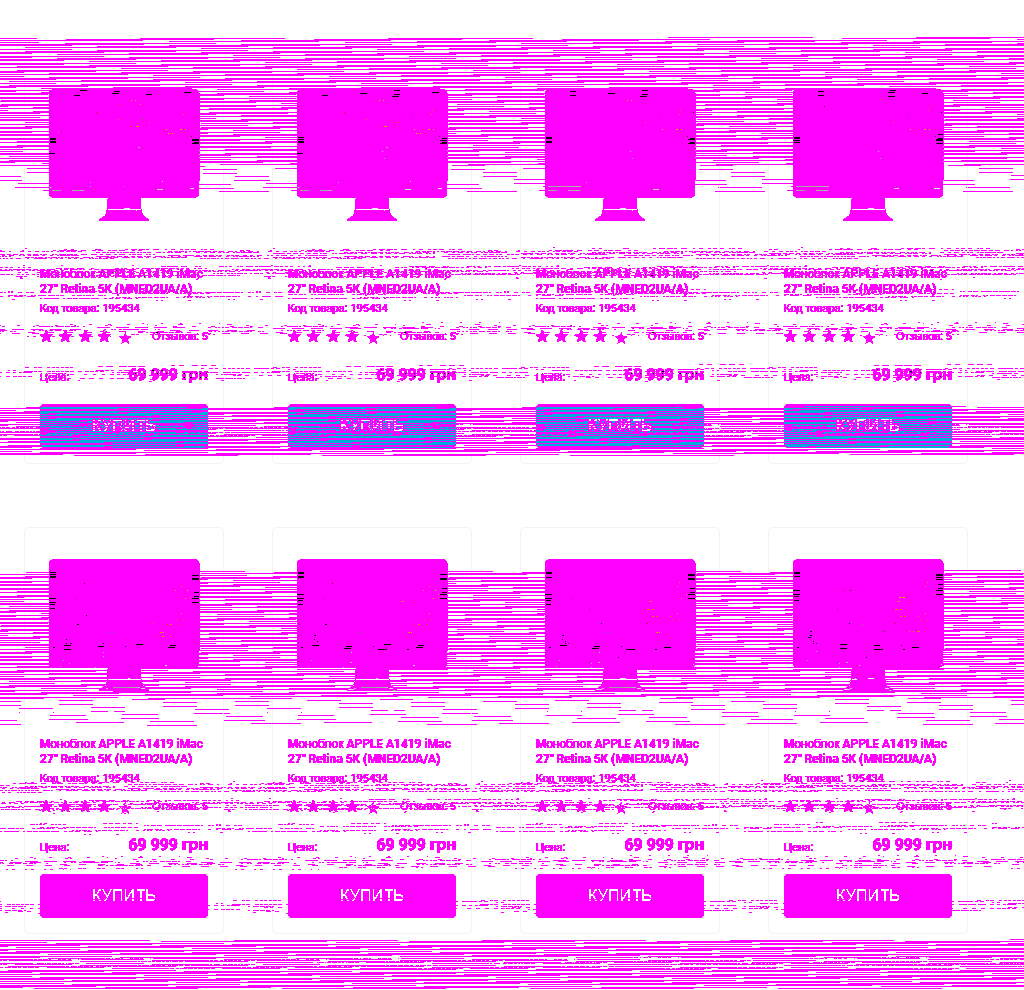 Моноблок APPLE A1419 iMac
27" Retina 5K (MNED2UA/A)
Код товара: 195434
Отзывов: 5
Цена: 69 999 грн
КУПИТЬ
Моноблок APPLE A1419 iMac
27" Retina 5K (MNED2UA/A)
Код товара: 195434
Отзывов: 5
Цена: 69 999 грн
КУПИТЬ
Моноблок APPLE A1419 iMac
27" Retina 5K (MNED2UA/A)
Код товара: 195434
Отзывов: 5
Цена: 69 999 грн
КУПИТЬ
Моноблок APPLE A1419 iMac
27" Retina 5K (MNED2UA/A)
Код товара: 195434
Отзывов: 5
Цена: 69 999 грн
КУПИТЬ
Моноблок APPLE A1419 iMac
27" Retina 5K (MNED2UA/A)
Код товара: 195434
Отзывов: 5
Цена: 69 999 грн
КУПИТЬ
Моноблок APPLE A1419 iMac
27" Retina 5K (MNED2UA/A)
Код товара: 195434
Отзывов: 5
Цена: 69 999 грн
КУПИТЬ
Моноблок APPLE A1419 iMac
27" Retina 5K (MNED2UA/A)
Код товара: 195434
Отзывов: 5
Цена: 69 999 грн
КУПИТЬ
Моноблок APPLE A1419 iMac
27" Retina 5K (MNED2UA/A)
Код товара: 195434
Отзывов: 5
Цена: 69 999 грн
КУПИТЬ